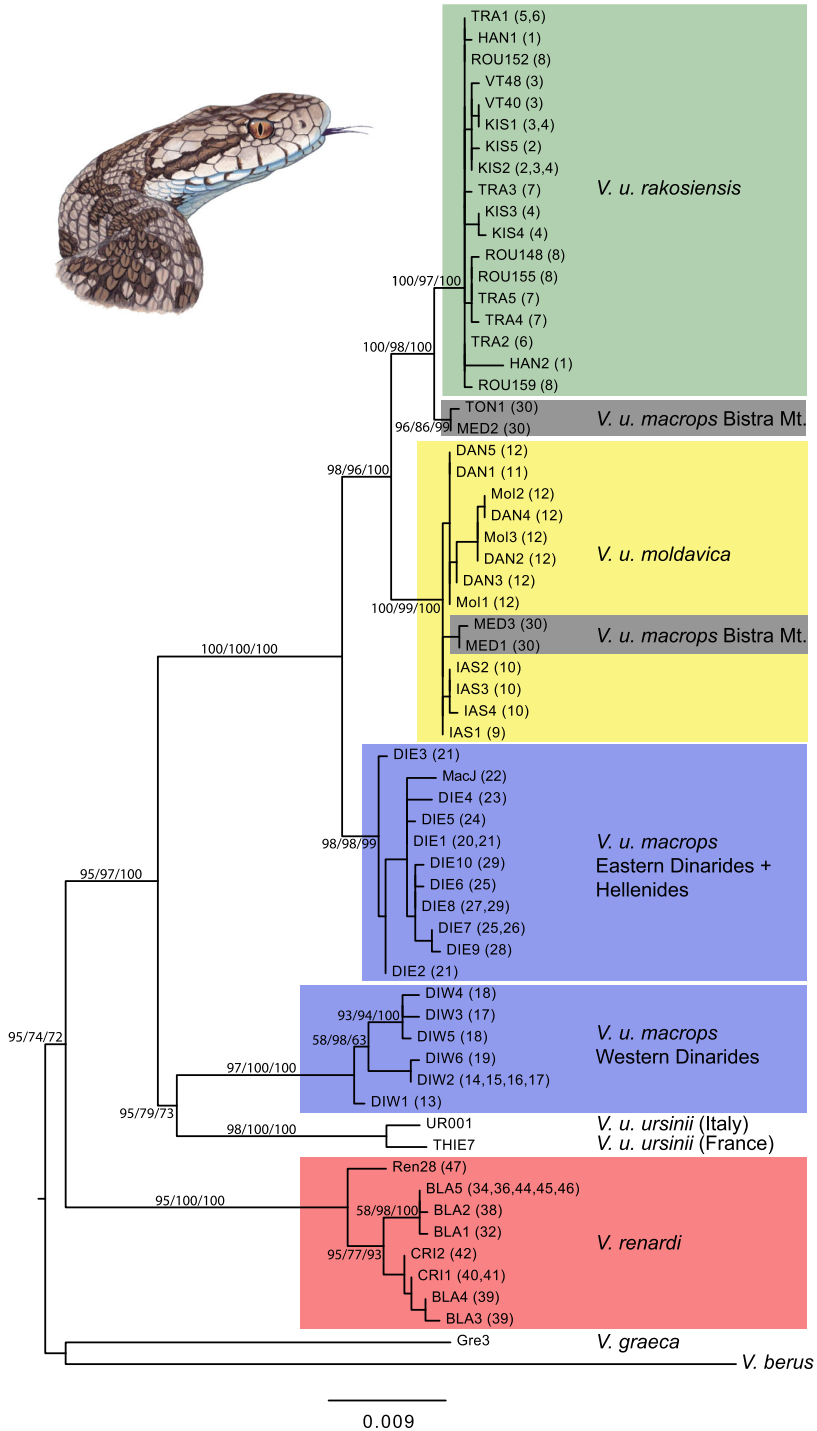 TRA1 (5,6)
HAN1 (1)
ROU152 (8)
VT48 (3)
VT40 (3)
KIS1 (3,4)
KIS5 (2)
KIS2 (2,3,4)
TRA3 (7)
V. u. rakosiensis
KIS3 (4)
KIS4 (4)
ROU148 (8)
ROU155 (8)
100/97/100
TRA5 (7)
TRA4 (7)
TRA2 (6)
100/98/100
HAN2 (1)
ROU159 (8)
TON1 (30)
V. u. macrops Bistra Mt.
96/86/99
MED2 (30)
DAN5 (12)
98/96/100
DAN1 (11)
Mol2 (12)
DAN4 (12)
Mol3 (12)
V. u. moldavica
DAN2 (12)
DAN3 (12)
100/99/100
Mol1 (12)
MED3 (30)
V. u. macrops Bistra Mt.
MED1 (30)
100/100/100
IAS2 (10)
IAS3 (10)
IAS4 (10)
IAS1 (9)
DIE3 (21)
MacJ (22)
DIE4 (23)
DIE5 (24)
98/98/99
DIE1 (20,21)
V. u. macrops
Eastern Dinarides +
Hellenides
DIE10 (29)
95/97/100
DIE6 (25)
DIE8 (27,29)
DIE7 (25,26)
DIE9 (28)
DIE2 (21)
DIW4 (18)
93/94/100
DIW3 (17)
95/74/72
58/98/63
DIW5 (18)
V. u. macrops
Western Dinarides
DIW6 (19)
97/100/100
DIW2 (14,15,16,17)
DIW1 (13)
95/79/73
UR001
V. u. ursinii (Italy)
98/100/100
THIE7
V. u. ursinii (France)
Ren28 (47)
BLA5 (34,36,44,45,46)
95/100/100
58/98/100
BLA2 (38)
BLA1 (32)
V. renardi
95/77/93
CRI2 (42)
CRI1 (40,41)
BLA4 (39)
BLA3 (39)
Gre3
V. graeca
V. berus
0.009